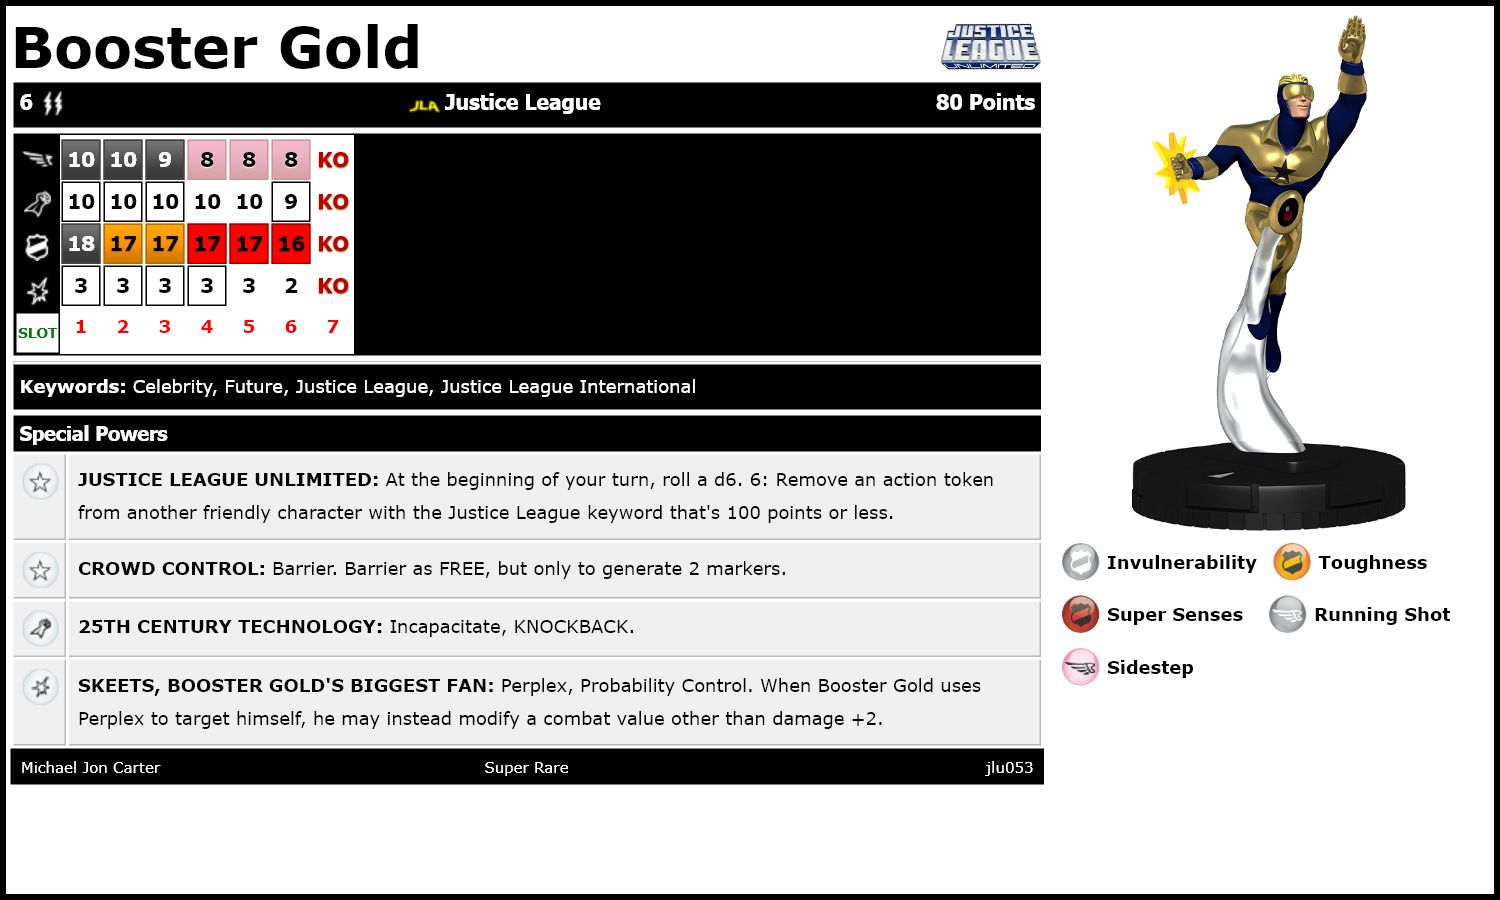 Booster Gold
JUSTICE LEAGUE UNLIMITED
6 JLA Justice League 80 Points
10 10 9 8 8 8 KO
10 10 10 10 10 9 KO
18 17 17 17 17 16 KO
3 3 3 3 3 2 KO
SLOT 1 2 3 4 5 6 7
Keywords: Celebrity, Future, Justice League, Justice League International
Special Powers
JUSTICE LEAGUE UNLIMITED: At the beginning of your turn, roll a d6. 6: Remove an action token
from another friendly character with the Justice League keyword that's 100 points or less.
CROWD CONTROL: Barrier. Barrier as FREE, but only to generate 2 markers.
25TH CENTURY TECHNOLOGY: Incapacitate, KNOCKBACK.
SKEETS, BOOSTER GOLD'S BIGGEST FAN: Perplex, Probability Control. When Booster Gold uses
Perplex to target himself, he may instead modify a combat value other than damage +2.
Michael Jon Carter Super Rare jlu053
Invulnerability Toughness
Super Senses Running Shot
Sidestep